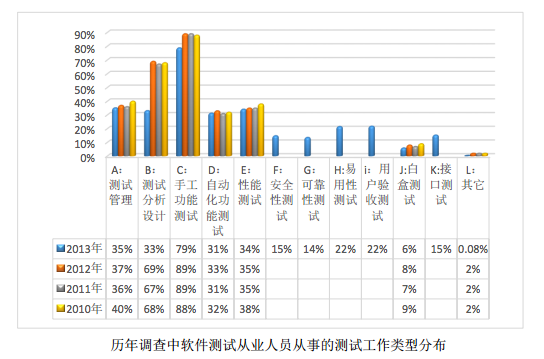 90%
80%
70%
60%
50%
40%
30%
20%
10%
0%
A: 测试管理 B: 测试分析设计 C: 手工功能测试 D: 自动化功能测试 E: 性能测试 F: 安全性测试 G: 可靠性测试 H:易用性测试 i: 用户验收测试 J:白盒测试 K:接口测试 L: 其它
2013年 35% 33% 79% 31% 34% 15% 14% 22% 22% 6% 15% 0.08%
2012年 37% 69% 89% 33% 35% 8% 2%
2011年 36% 67% 89% 31% 35% 7% 2%
2010年 40% 68% 88% 32% 38% 9% 2%
历年调查中软件测试从业人员从事的测试工作类型分布